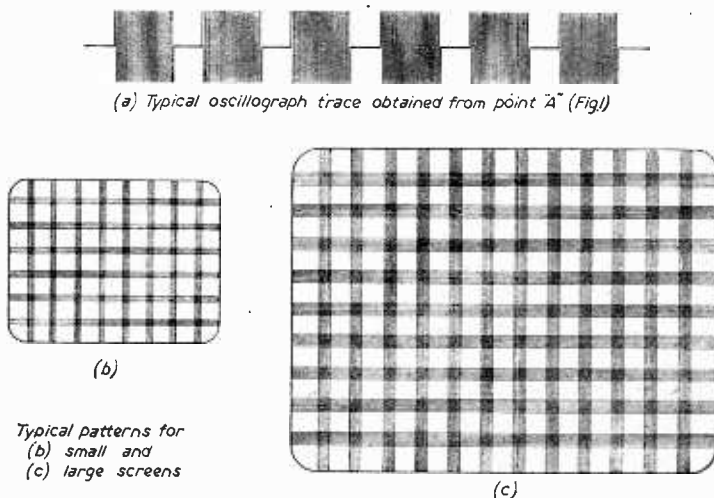 (a) Typical oscillograph trace obtained from point "A" (Fig.1)
(b)
Typical patterns for
(b) small and
(c) large screens
(c)